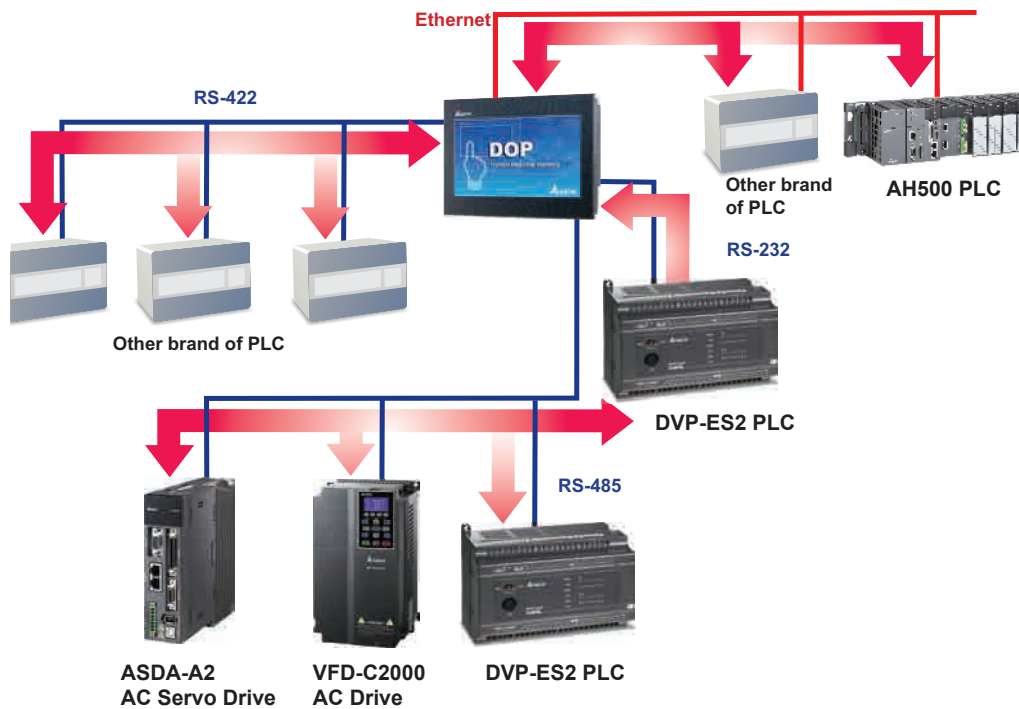 Ethernet
RS-422
DOP
Other brand
of PLC
AH500 PLC
RS-232
Other brand of PLC
DVP-ES2 PLC
RS-485
ASDA-A2
AC Servo Drive
VFD-C2000
AC Drive
DVP-ES2 PLC